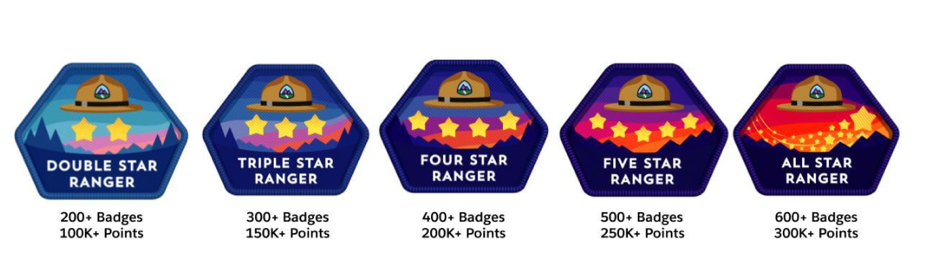 DOUBLE STAR
RANGER
200+ Badges
100K+ Points
TRIPLE STAR
RANGER
300+ Badges
150K+ Points
FOUR STAR
RANGER
400+ Badges
200K+ Points
FIVE STAR
RANGER
500+ Badges
250K+ Points
ALL STAR
RANGER
600+ Badges
300K+ Points